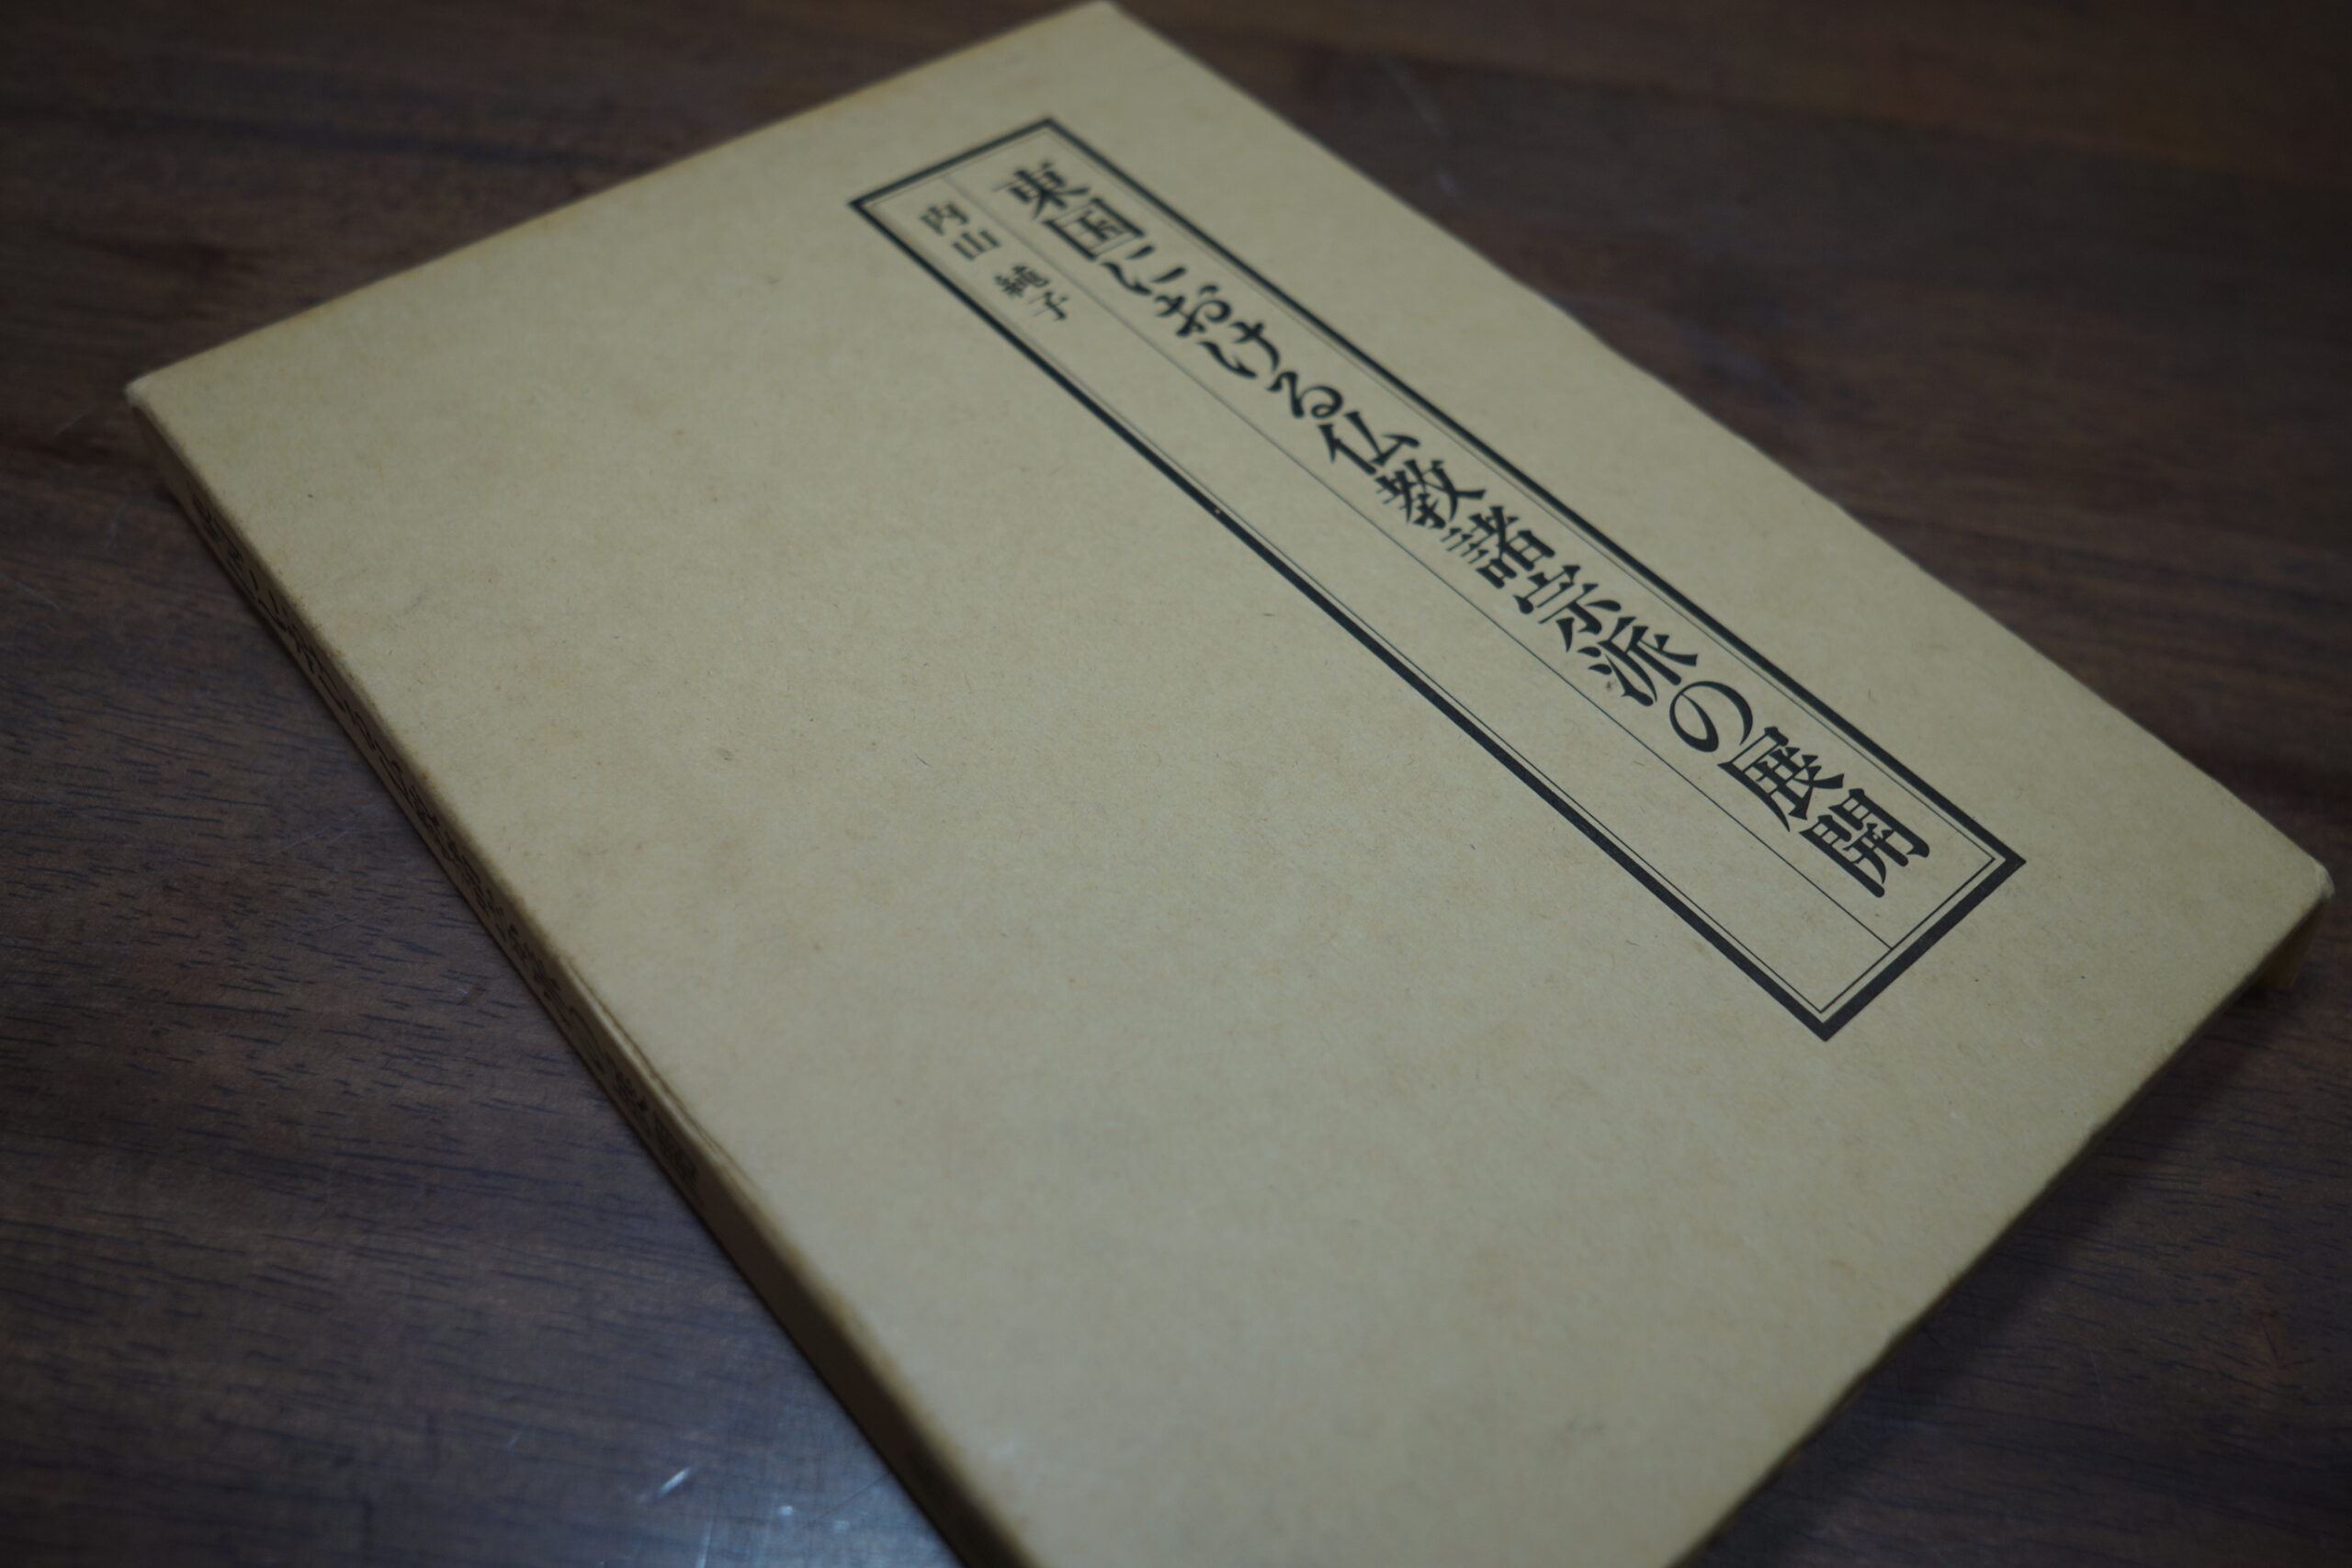 東国における仏教諸宗派の展開
内山 純子